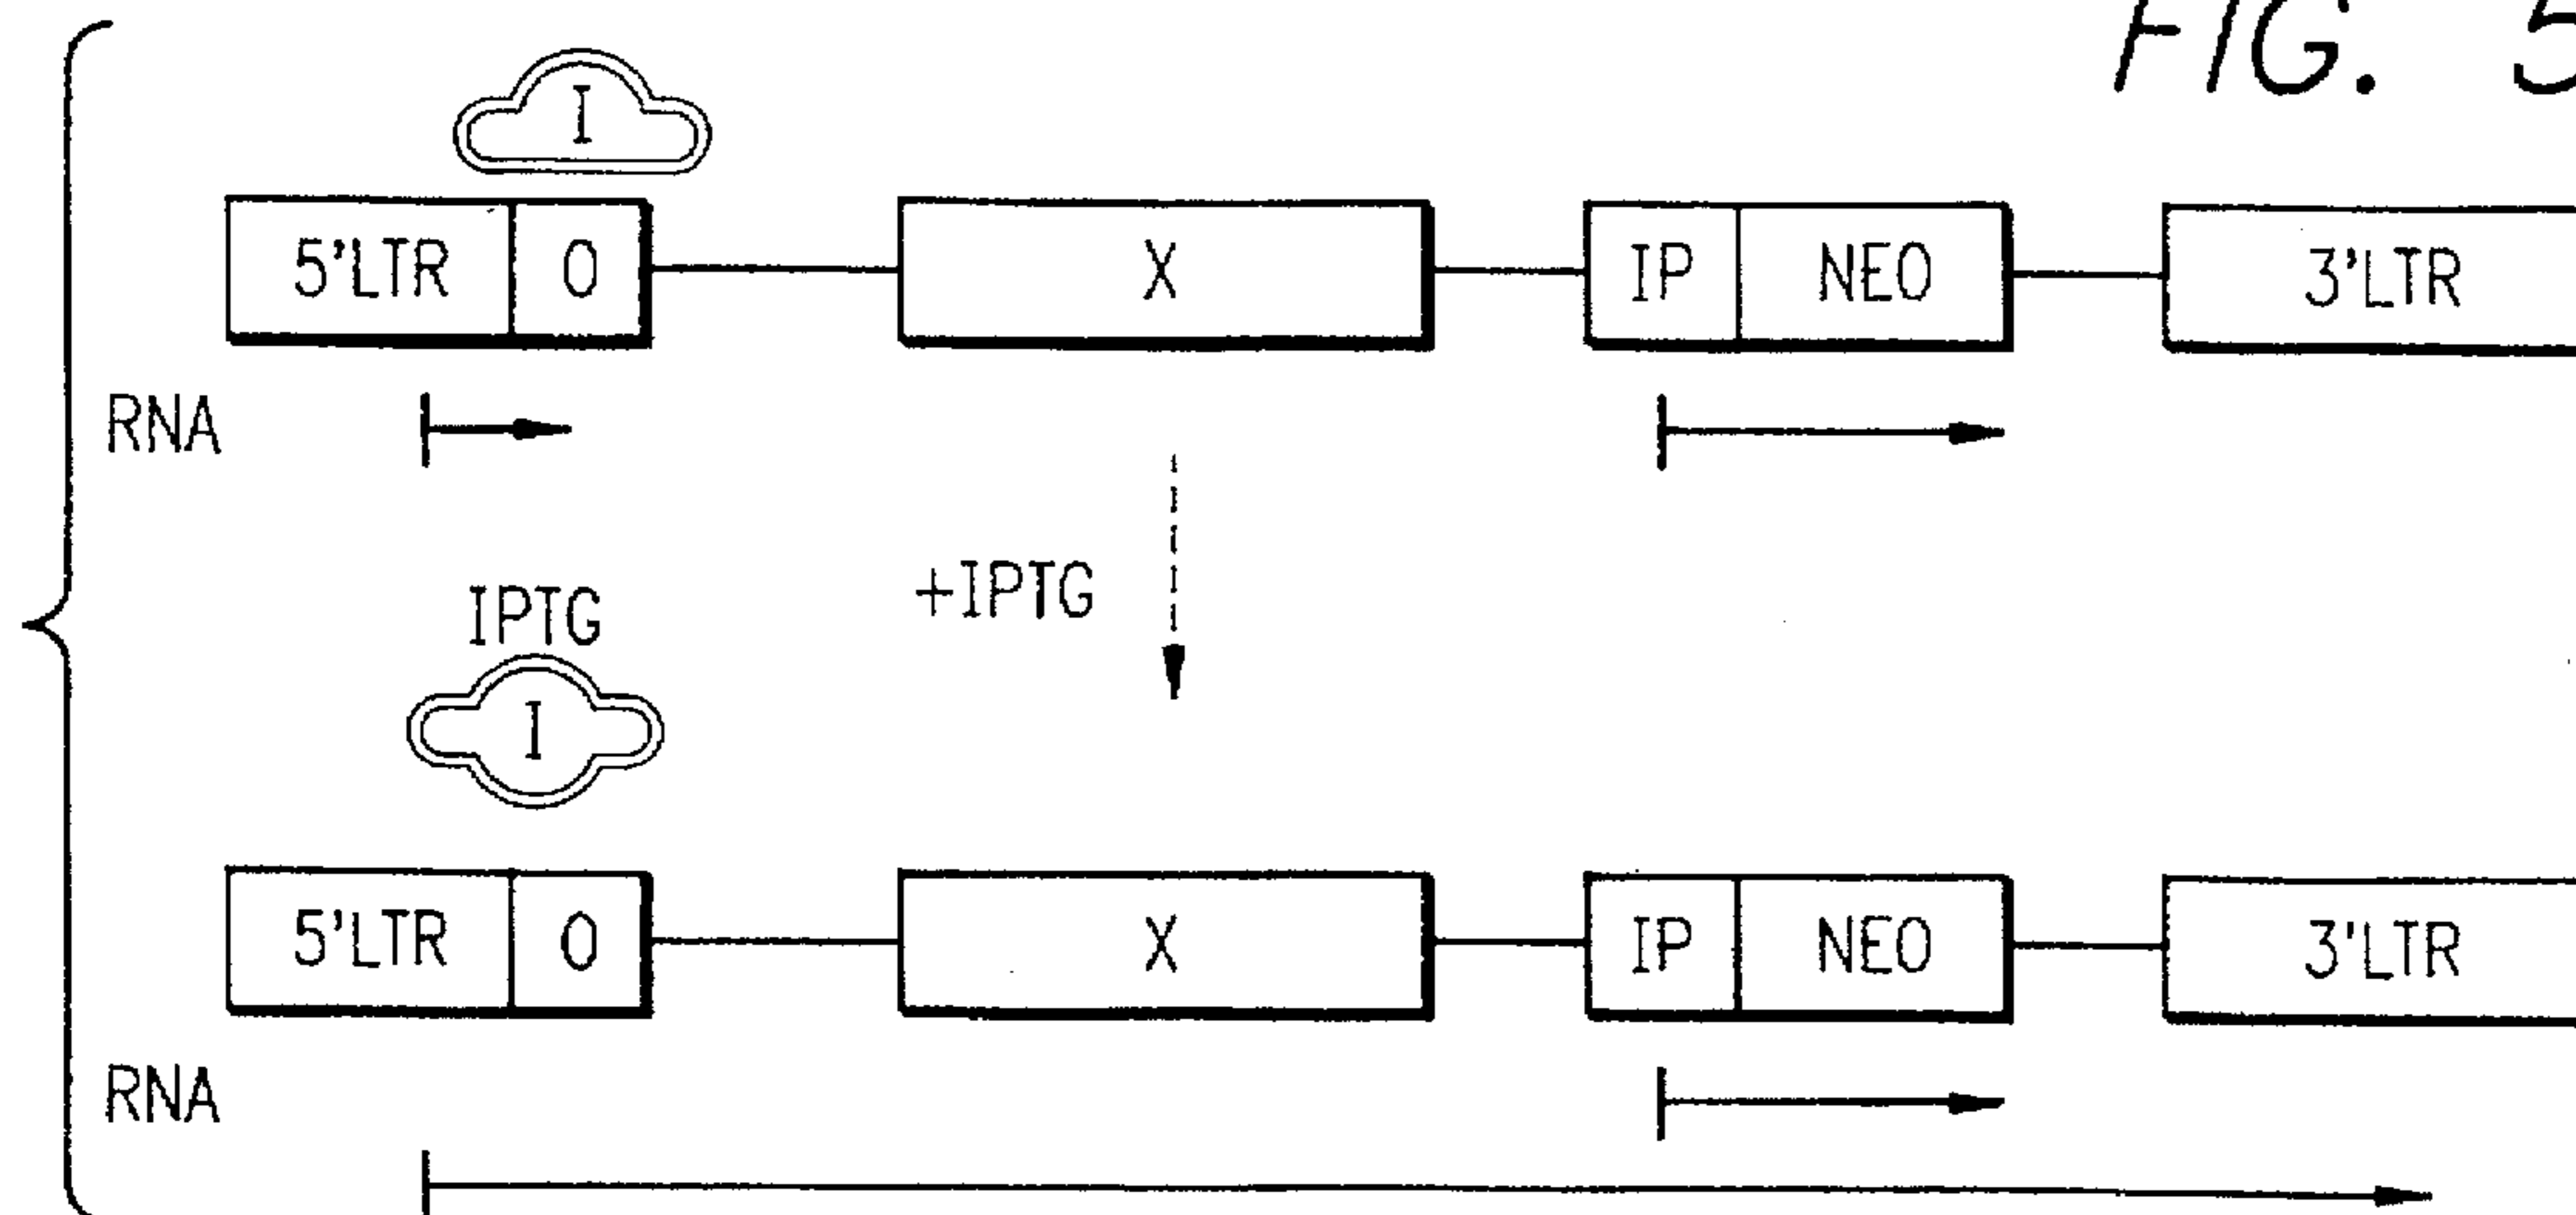 FIG. 5
I
5'LTR O X IP NEO 3'LTR
RNA
+IPTG
IPTG
I
5'LTR O X IP NEO 3'LTR
RNA